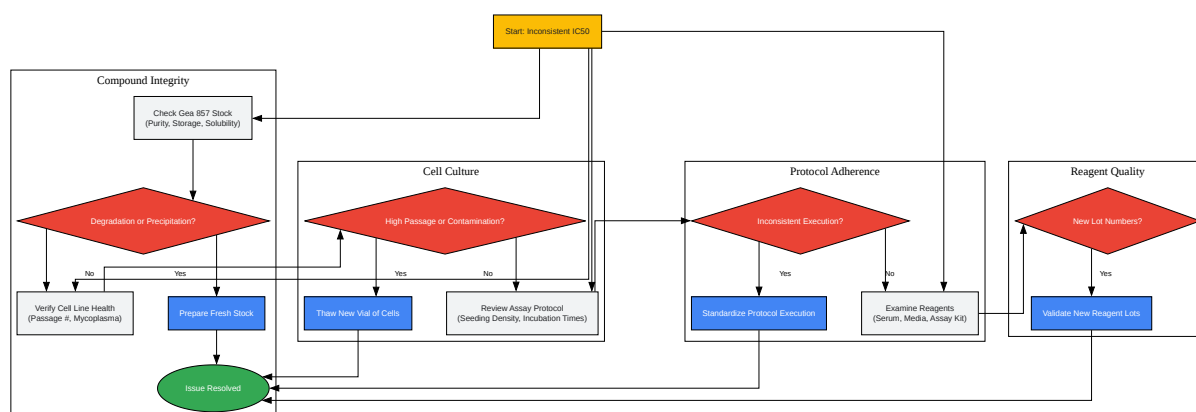 Start: Inconsistent IC50
Compound Integrity
Check Gea 857 Stock
(Purity, Storage, Solubility)
Cell Culture
Protocol Adherence
Reagent Quality
Degradation or Precipitation?
High Passage or Contamination?
Inconsistent Execution?
New Lot Numbers?
No
Yes
Yes
No
Yes
No
Yes
Verify Cell Line Health
(Passage #, Mycoplasma)
Prepare Fresh Stock
Thaw New Vial of Cells
Review Assay Protocol
(Seeding Density, Incubation Times)
Standardize Protocol Execution
Examine Reagents
(Serum, Media, Assay Kit)
Validate New Reagent Lots
Issue Resolved